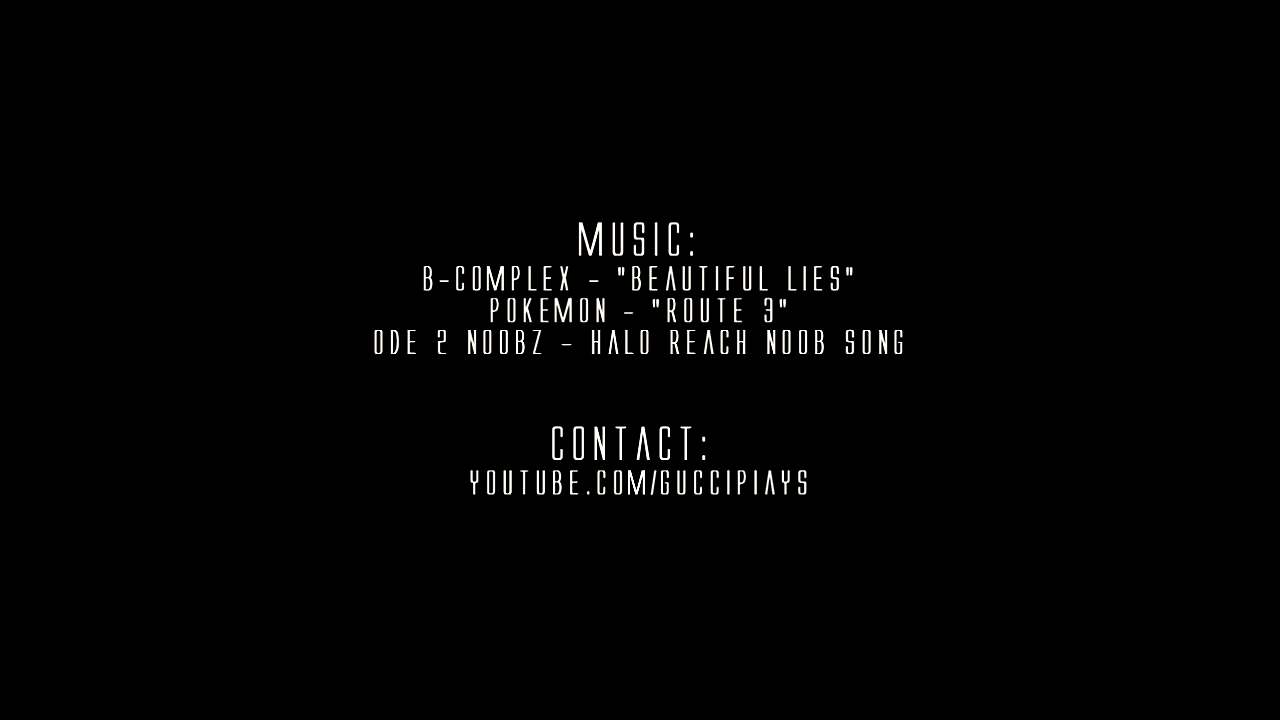 MUSIC:
B-COMPLEX - "BEAUTIFUL LIES"
POKEMON - "ROUTE 3"
ODE 2 NOOBZ - HALO REACH NOOB SONG
CONTACT:
YOUTUBE.COM/GUCCIPIAYS